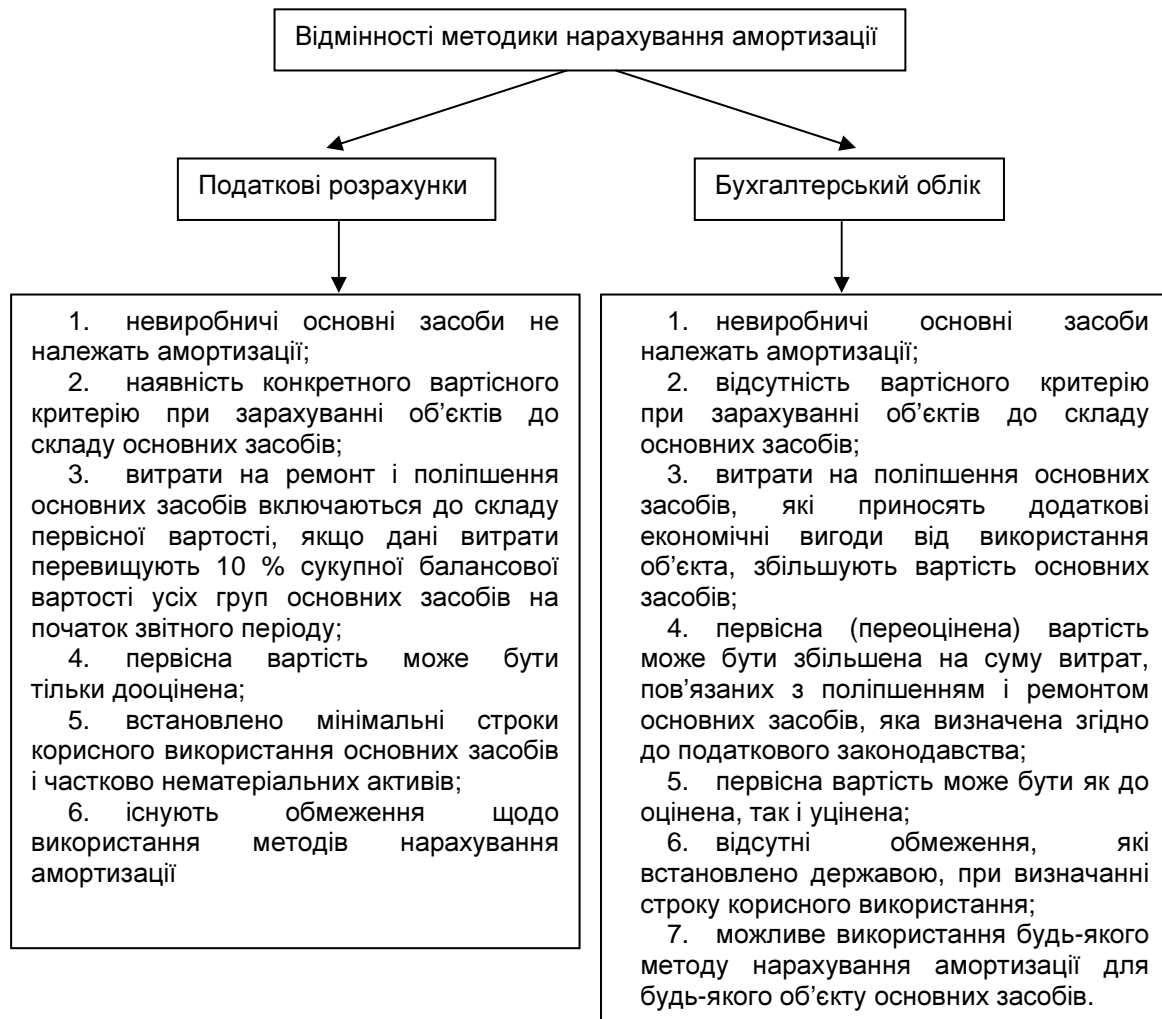 Відмінності методики нарахування амортизації
Податкові розрахунки
Бухгалтерський облік
1. невиробничі основні засоби не
належать амортизації;
2. наявність конкретного вартісного
критерію при зарахуванні об’єктів до
складу основних засобів;
3. витрати на ремонт і поліпшення
основних засобів включаються до складу
первісної вартості, якщо дані витрати
перевищують 10 % сукупної балансової
вартості усіх груп основних засобів на
початок звітного періоду;
4. первісна вартість може бути
тільки дооцінена;
5. встановлено мінімальні строки
корисного використання основних засобів
і частково нематеріальних активів;
6. існують обмеження щодо
використання методів нарахування
амортизації
1. невиробничі основні засоби
належать амортизації;
2. відсутність вартісного критерію
при зарахуванні об’єктів до складу
основних засобів;
3. витрати на поліпшення основних
засобів, які приносять додаткові
економічні вигоди від використання
об’єкта, збільшують вартість основних
засобів;
4. первісна (переоцінена) вартість
може бути збільшена на суму витрат,
пов’язаних з поліпшенням і ремонтом
основних засобів, яка визначена згідно
до податкового законодавства;
5. первісна вартість може бути як до
оцінена, так і уцінена;
6. відсутні обмеження, які
встановлено державою, при визначанні
строку корисного використання;
7. можливе використання будь-якого
методу нарахування амортизації для
будь-якого об’єкту основних засобів.